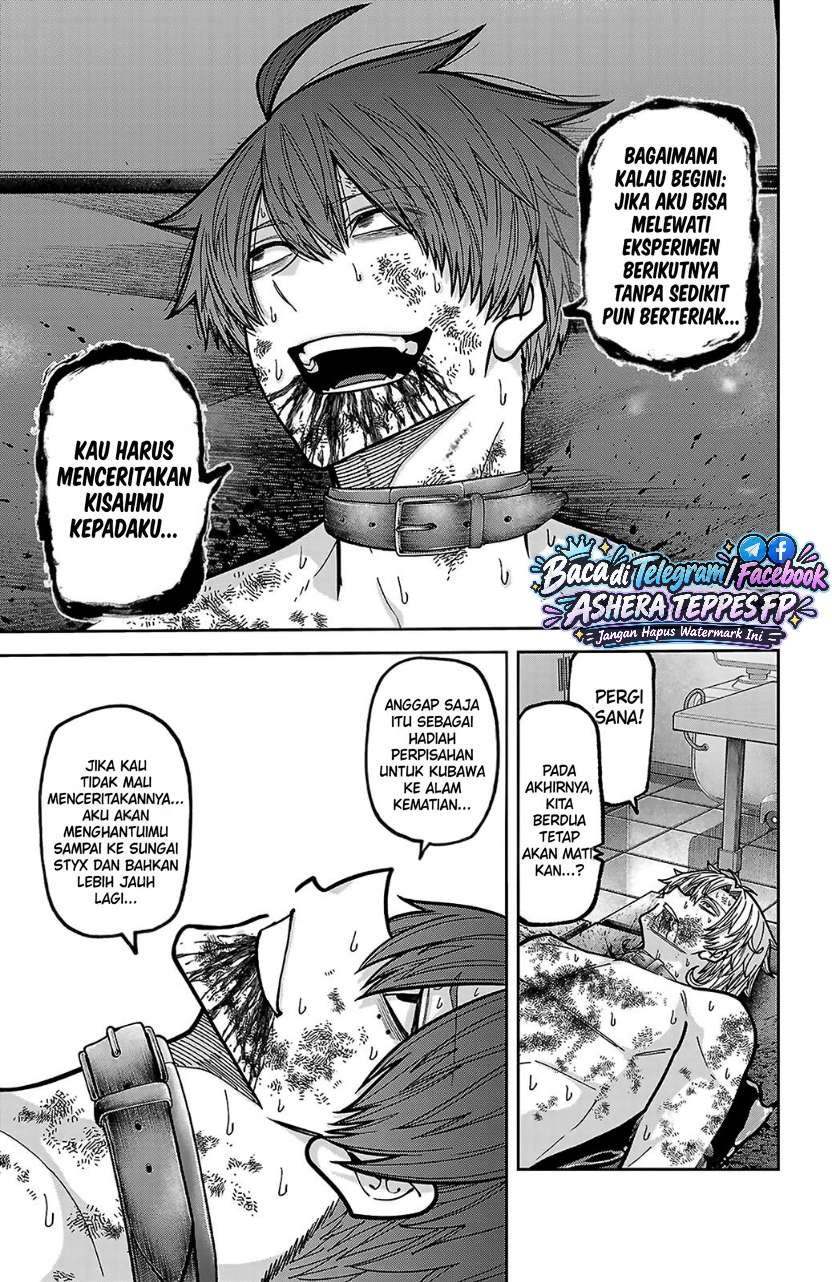 BAGAIMANA
KALAU BEGINI:
JIKA AKU BISA
MELEWATI
EKSPERIMEN
BERIKUTNYA
TANPA SEDIKIT
PUN BERTERIAK...
KAU HARUS
MENCERITAKAN
KISAHMU
KEPADAKU...
Baca di Telegram/Facebook
ASHERA TEPPES FP
Jangan Hapus Watermark Ini
PERGI
SANA!
PADA
AKHIRNYA,
KITA
BERDUA
TETAP
AKAN MATI
KAN...?
ANGGAP SAJA
ITU SEBAGAI
HADIAH
PERPISAHAN
UNTUK KUBAWA
KE ALAM
KEMATIAN...
JIKA KAU
TIDAK MAU
MENCERITAKANNYA...
AKU AKAN
MENGHANTUIMU
SAMPAI KE SUNGAI
STYX DAN BAHKAN
LEBIH JAUH
LAGI...